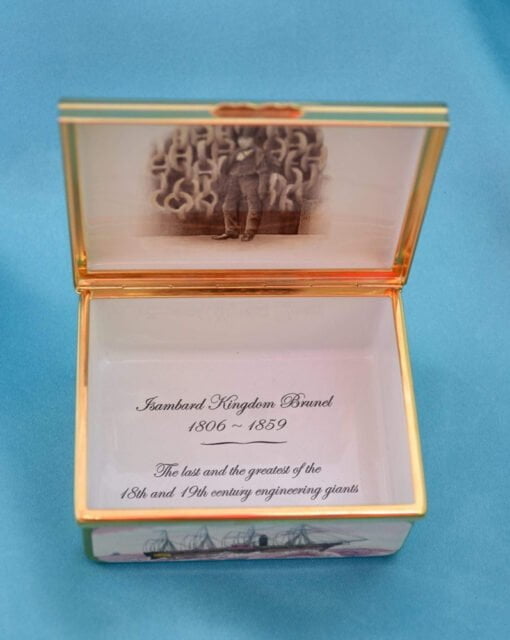 Isambard Kingdom Brunel
1806 ~ 1859
The last and the greatest of the
18th and 19th century engineering giants